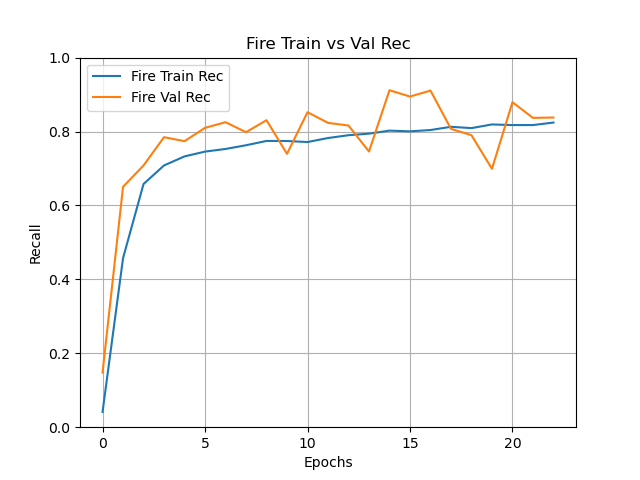 Fire Train vs Val Rec
Fire Train Rec
Fire Val Rec
1.0
0.8
0.6
0.4
0.2
0.0
Recall
0 5 10 15 20
Epochs